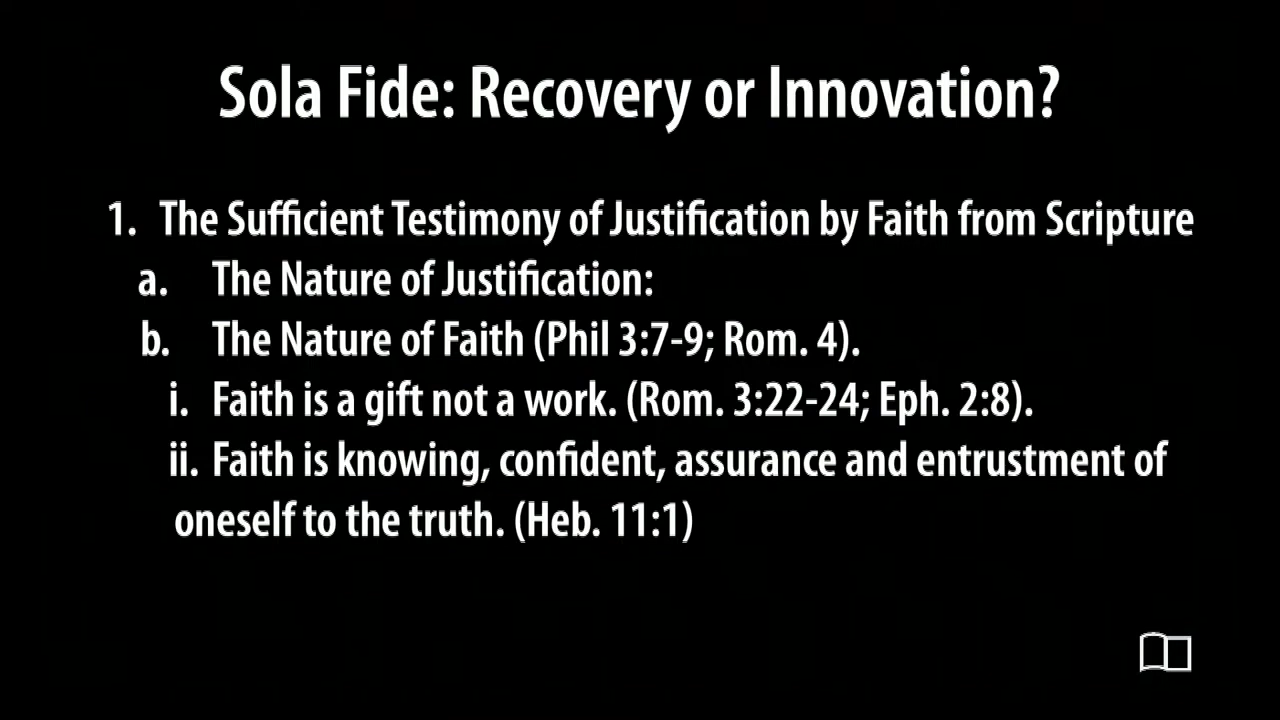 Sola Fide: Recovery or Innovation?
1. The Sufficient Testimony of Justification by Faith from Scripture
a. The Nature of Justification:
b. The Nature of Faith (Phil 3:7-9; Rom. 4).
i. Faith is a gift not a work. (Rom. 3:22-24; Eph. 2:8).
ii. Faith is knowing, confident, assurance and entrustment of
oneself to the truth. (Heb. 11:1)